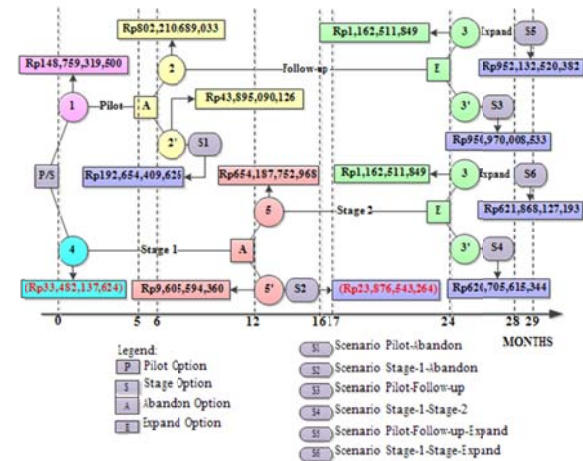 Rp802,210,689,033
Rp1,162,511,849
3
Expand
S5
Rp148,759,319,500
2
Follow-up
E
Rp952,132,520,382
1
Pilot
A
Rp43,895,090,126
3'
S3
2'
S1
Rp950,970,008,533
P/S
Rp192,654,409,625
Rp654,187,752,968
Rp1,162,511,849
3
Expand
S6
5
Stage 2
E
Rp621,868,127,193
4
Stage 1
A
3'
S4
(Rp33,482,137,624)
Rp9,605,594,360
5'
S2
(Rp23,876,543,264)
Rp620,705,615,344
0 5 6 12 16 17 24 28 29
MONTHS
Legend:
P Pilot Option
S Stage Option
A Abandon Option
E Expand Option
S1 Scenario Pilot-Abandon
S2 Scenario Stage-1-Abandon
S3 Scenario Pilot-Follow-up
S4 Scenario Stage-1-Stage-2
S5 Scenario Pilot-Follow-up-Expand
S6 Scenario Stage-1-Stage-Expand